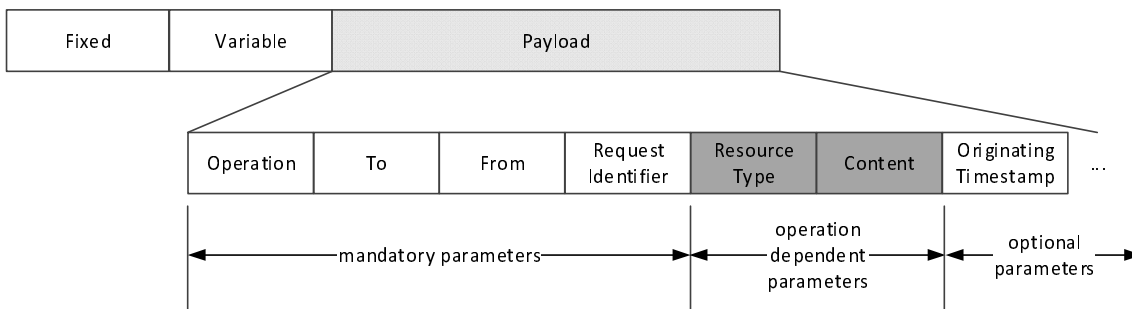 Fixed
Variable
Payload
Operation
To
From
Request
Identifier
Resource
Type
Content
Originating
Timestamp
...
mandatory parameters
operation
dependent
parameters
optional
parameters